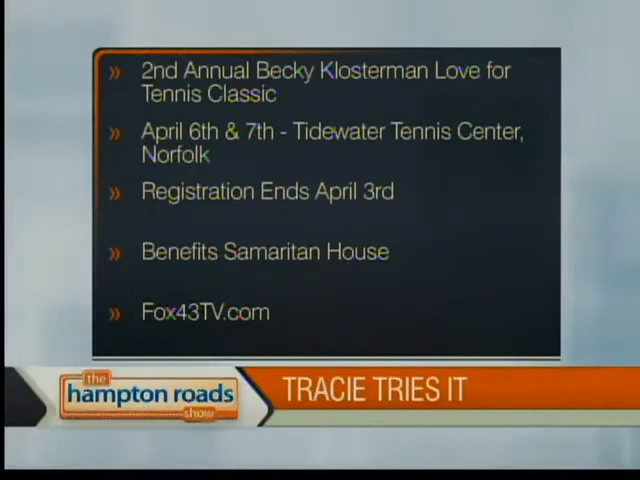 » 2nd Annual Becky Klosterman Love for
Tennis Classic
» April 6th & 7th - Tidewater Tennis Center,
Norfolk
» Registration Ends April 3rd
» Benefits Samaritan House
» Fox43TV.com
the
hampton roads
show
TRACIE TRIES IT